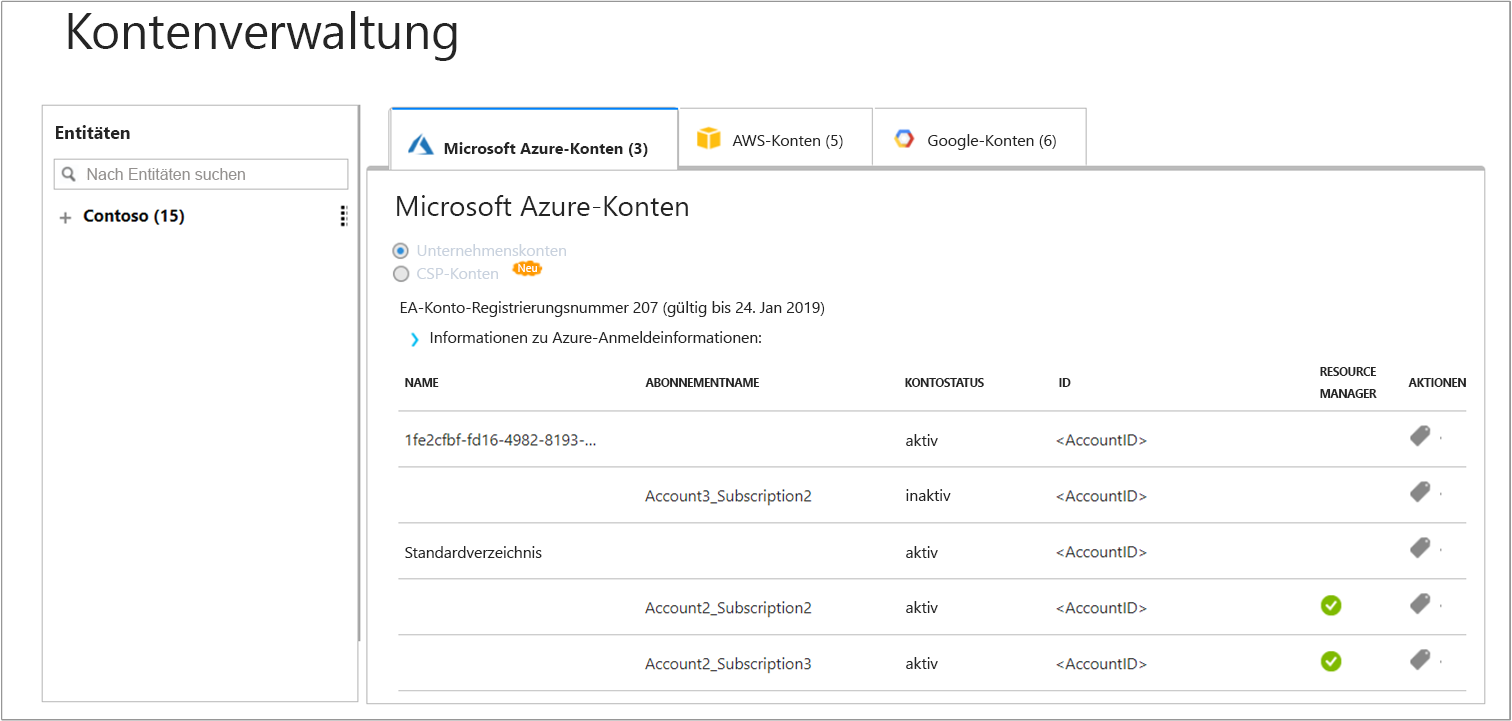 Kontenverwaltung
Entitäten
Nach Entitäten suchen
+ Contoso (15)
Microsoft Azure-Konten (3)
AWS-Konten (5)
Google-Konten (6)
Microsoft Azure-Konten
Unternehmenskonten
CSP-Konten Neu
EA-Konto-Registrierungsnummer 207 (gültig bis 24. Jan 2019)
Informationen zu Azure-Anmeldeinformationen:
NAME ABONNEMENTNAME KONTOSTATUS ID RESOURCE MANAGER AKTIONEN
1fe2cfbf-fd16-4982-8193-... aktiv <AccountID>
Account3_Subscription2 inaktiv <AccountID>
Standardverzeichnis aktiv <AccountID>
Account2_Subscription2 aktiv <AccountID>
Account2_Subscription3 aktiv <AccountID>